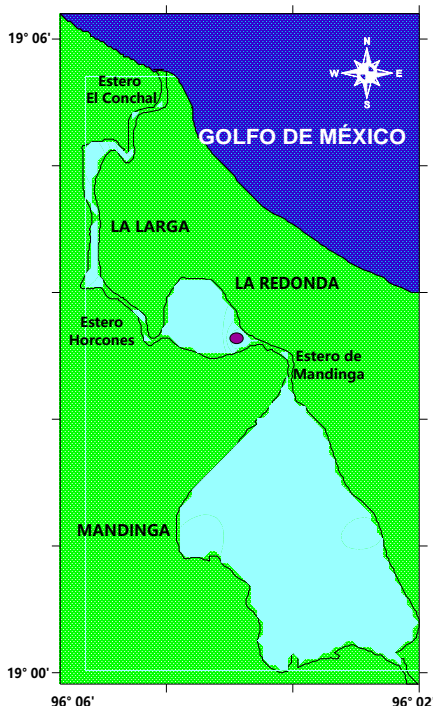 19° 06'
N
W E
S
Estero
El Conchal
GOLFO DE MÉXICO
LA LARGA
LA REDONDA
Estero
Horcones
Estero de
Mandinga
MANDINGA
19° 00'
96° 06'
96° 02'